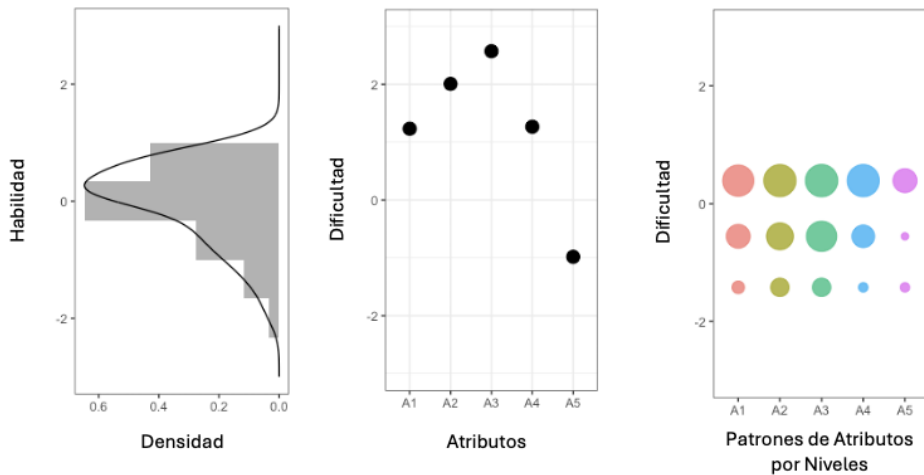 Habilidad
2
0
-2
0.6 0.4 0.2 0.0
Densidad
Dificultad
2
0
-2
A1 A2 A3 A4 A5
Atributos
Dificultad
2
0
-2
A1 A2 A3 A4 A5
Patrones de Atributos
por Niveles